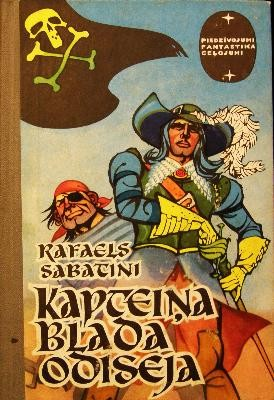 PIEDZĪVOJUMI
FANTASTIKA
CEĻOJUMI
RAFAELS
SABATINI
KAPTEIŅA
BLADA
ODISEJA